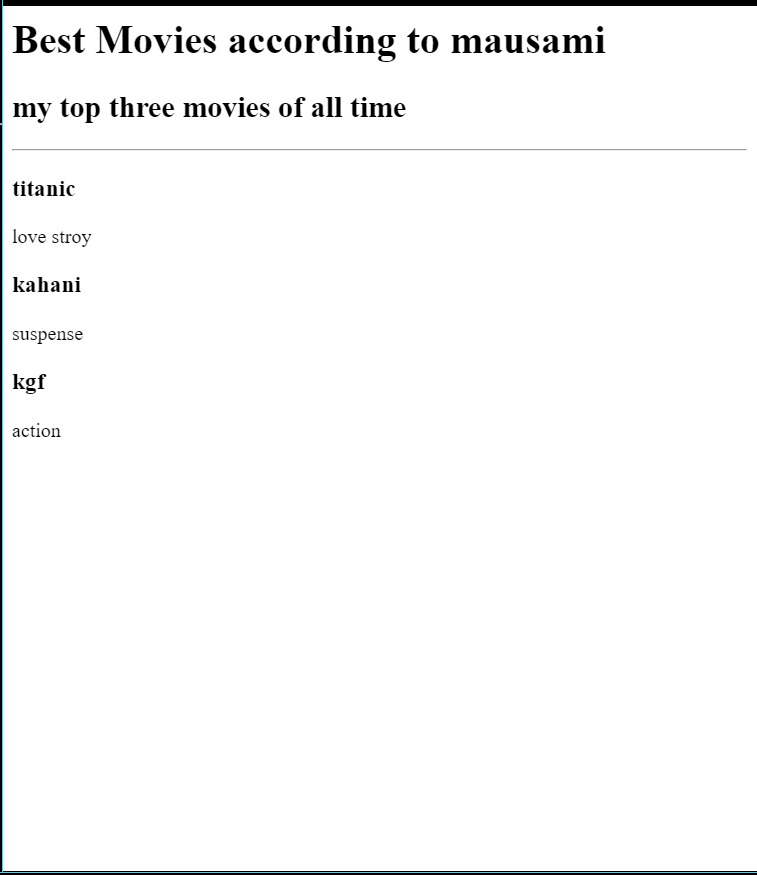 Best Movies according to mausami
my top three movies of all time
titanic
love stroy
kahani
suspense
kgf
action